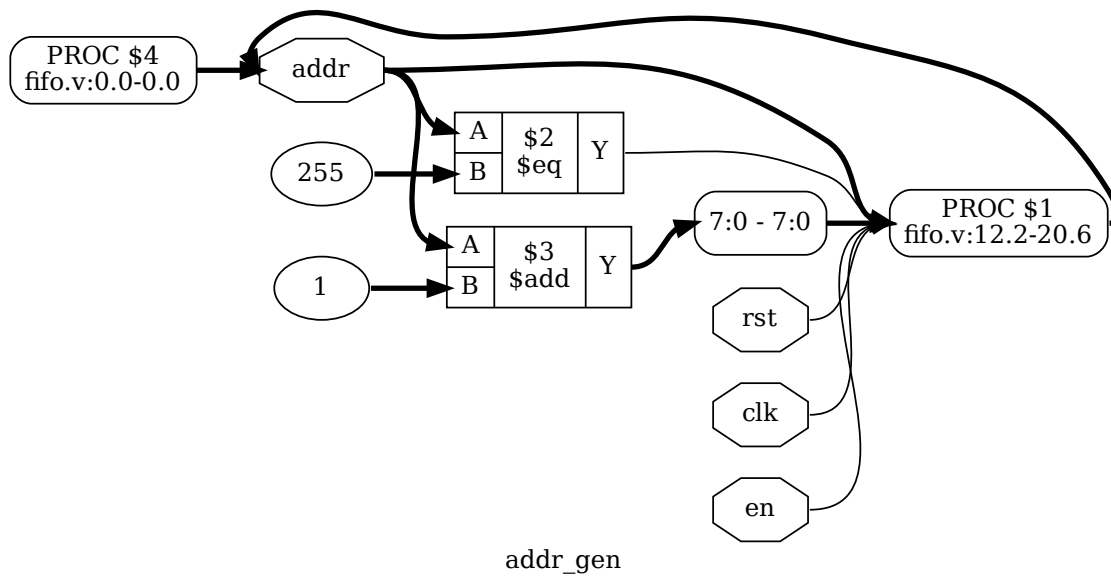 PROC $4
fifo.v:0.0-0.0
addr
255
A
B
$2
$eq
Y
1
A
B
$3
$add
Y
7:0 - 7:0
PROC $1
fifo.v:12.2-20.6
rst
clk
en
addr_gen